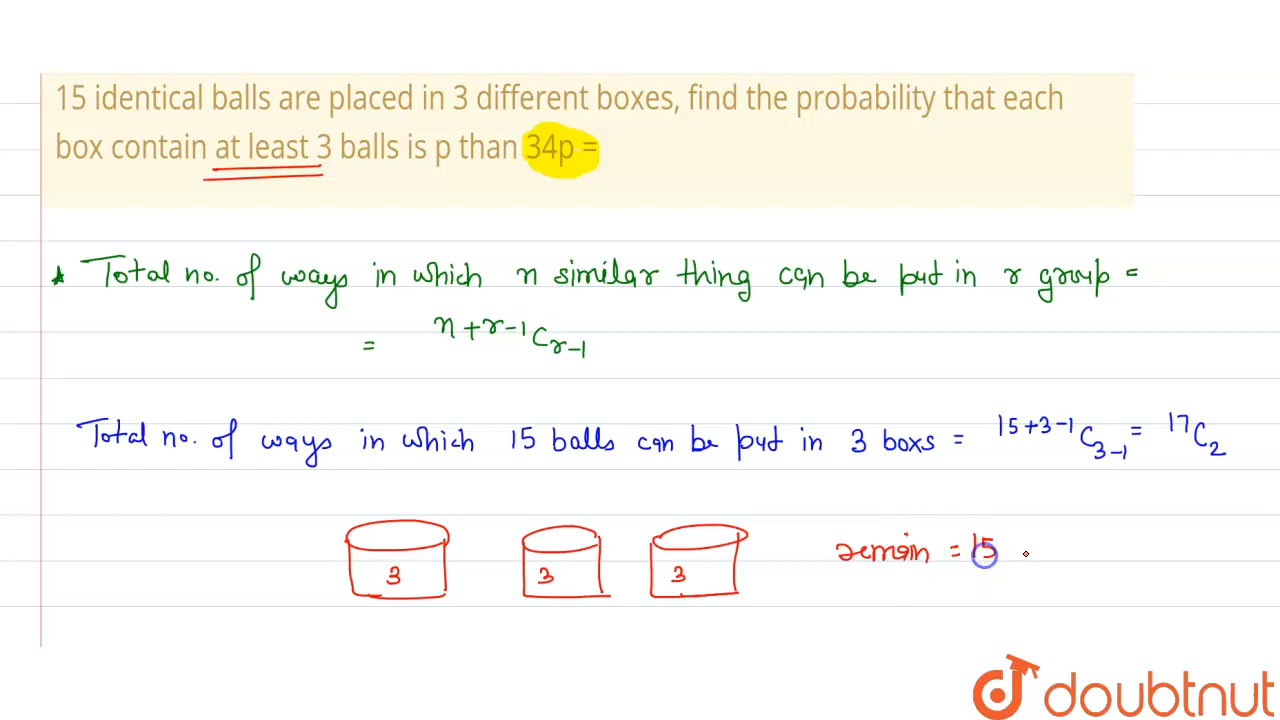 15 identical balls are placed in 3 different boxes, find the probability that each
box contain at least 3 balls is p than 34p =
Total no. of ways in which n similar thing can be put in r group =
= n+r-1Cr-1
Total no. of ways in which 15 balls can be put in 3 boxs = 15+3-1C3-1 = 17C2
3 3 3 remain = 15
doubtnut